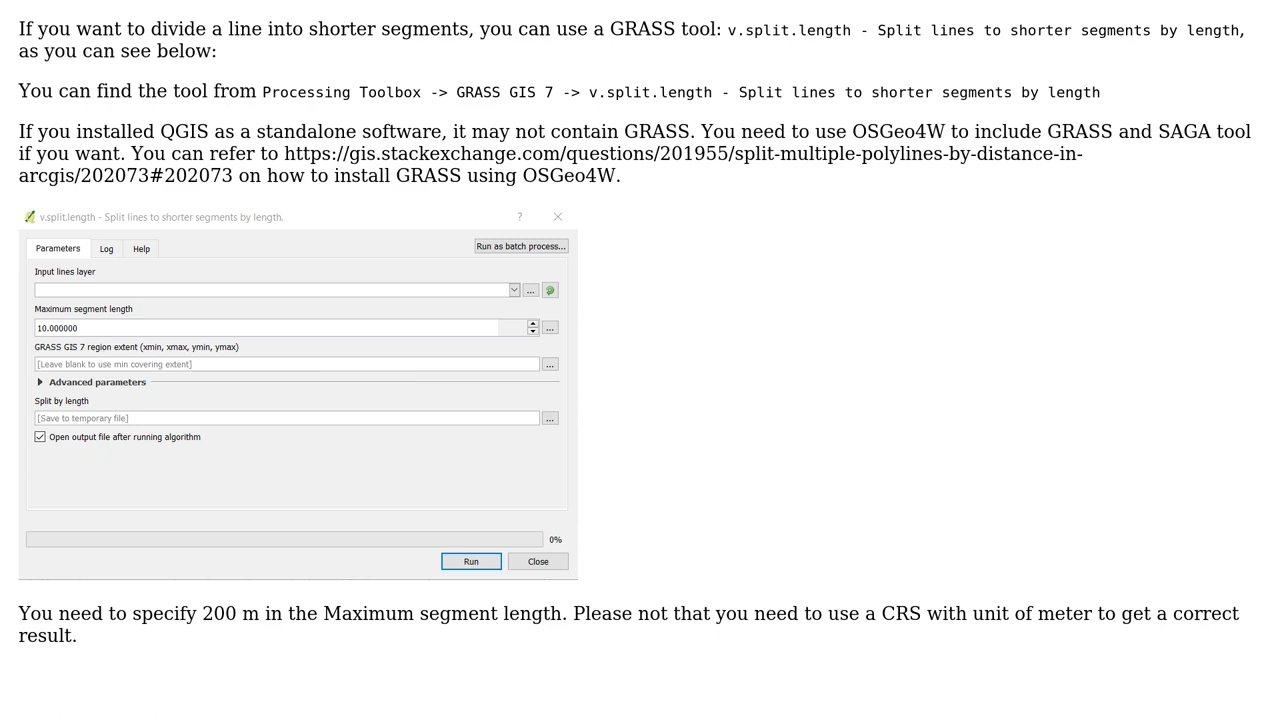 If you want to divide a line into shorter segments, you can use a GRASS tool: v.split.length - Split lines to shorter segments by length,
as you can see below:
You can find the tool from Processing Toolbox -> GRASS GIS 7 -> v.split.length - Split lines to shorter segments by length
If you installed QGIS as a standalone software, it may not contain GRASS. You need to use OSGeo4W to include GRASS and SAGA tool
if you want. You can refer to https://gis.stackexchange.com/questions/201955/split-multiple-polylines-by-distance-in-
arcgis/202073#202073 on how to install GRASS using OSGeo4W.
v.split.length - Split lines to shorter segments by length. ?
Parameters Log Help Run as batch process...
Input lines layer
...
Maximum segment length
10.000000 ...
GRASS GIS 7 region extent (xmin, xmax, ymin, ymax)
[Leave blank to use min covering extent] ...
Advanced parameters
Split by length
[Save to temporary file] ...
Open output file after running algorithm
0%
Run Close
You need to specify 200 m in the Maximum segment length. Please not that you need to use a CRS with unit of meter to get a correct
result.